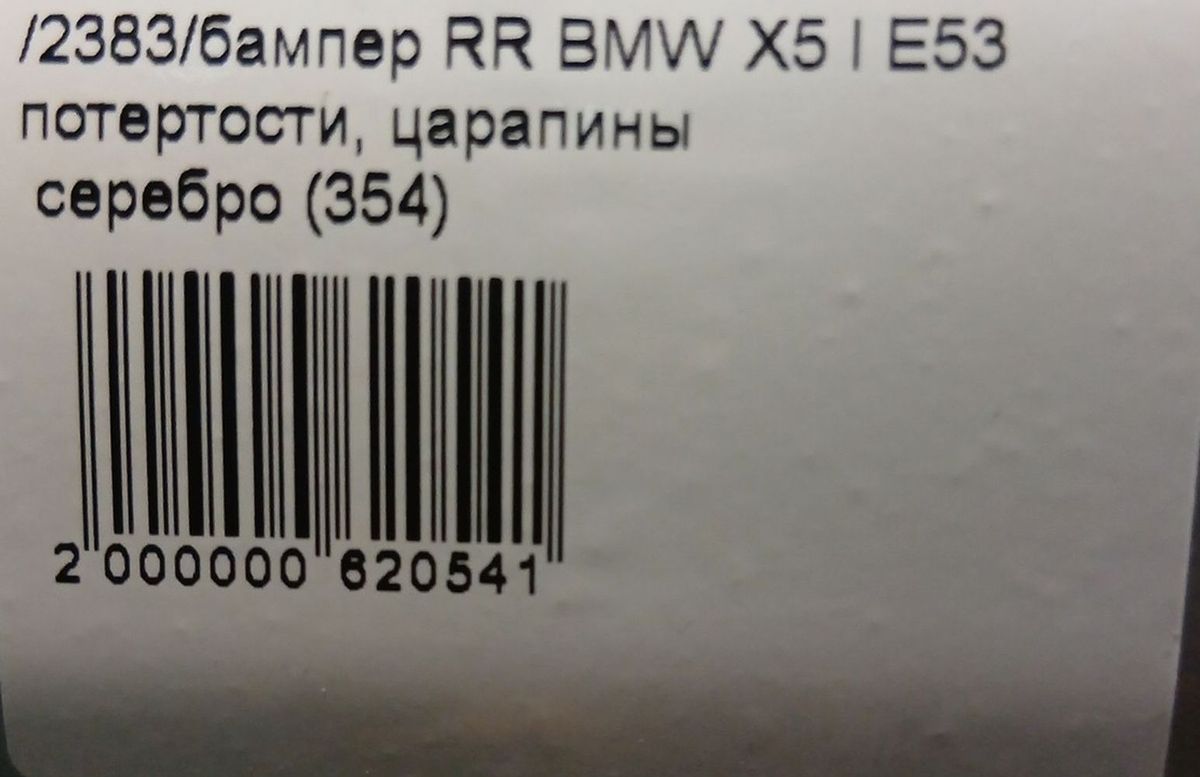 /2383/бампер RR BMW X5 I E53
потертости, царапины
серебро (354)
2 000000 620541